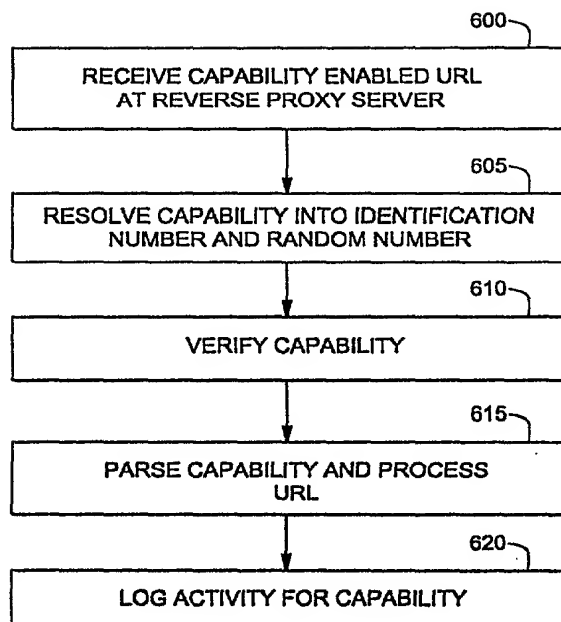 600
RECEIVE CAPABILITY ENABLED URL
AT REVERSE PROXY SERVER
605
RESOLVE CAPABILITY INTO IDENTIFICATION
NUMBER AND RANDOM NUMBER
610
VERIFY CAPABILITY
615
PARSE CAPABILITY AND PROCESS
URL
620
LOG ACTIVITY FOR CAPABILITY